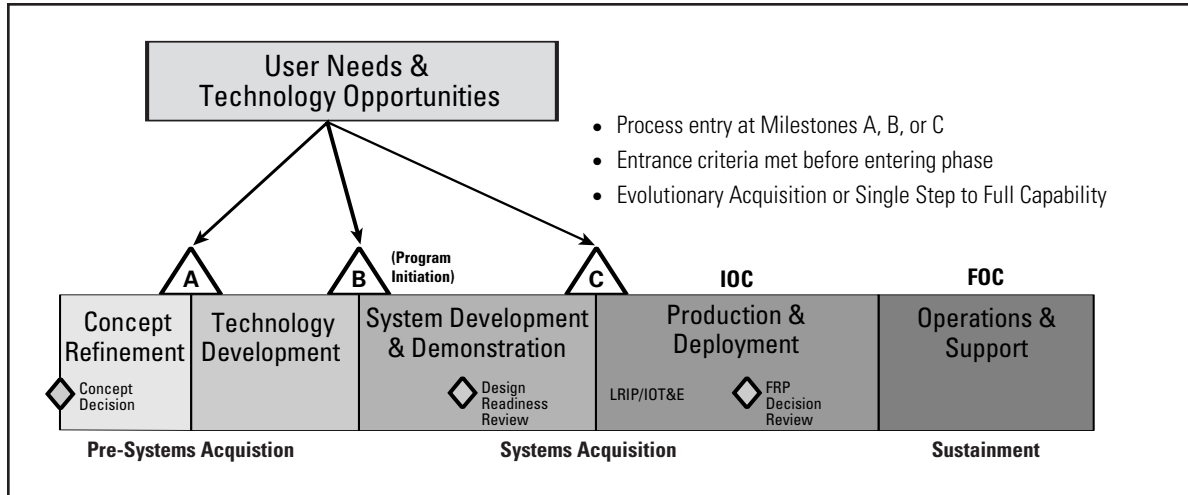 User Needs &
Technology Opportunities
• Process entry at Milestones A, B, or C
• Entrance criteria met before entering phase
• Evolutionary Acquisition or Single Step to Full Capability
A
B
(Program
Initiation)
C
IOC
FOC
Concept
Refinement
Technology
Development
System Development
& Demonstration
Production &
Deployment
Operations &
Support
Concept
Decision
Design
Readiness
Review
LRIP/IOT&E
FRP
Decision
Review
Pre-Systems Acquistion
Systems Acquisition
Sustainment